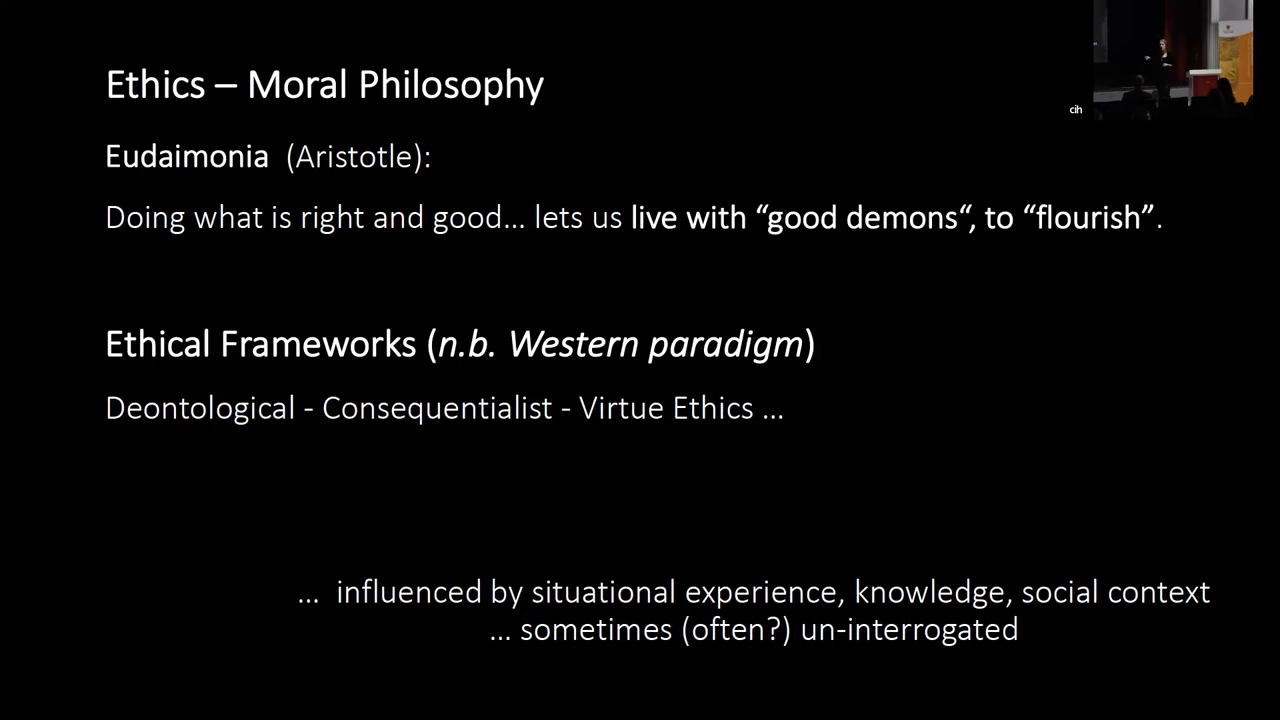 Ethics – Moral Philosophy
cih
Eudaimonia (Aristotle):
Doing what is right and good... lets us live with “good demons“, to “flourish”.
Ethical Frameworks (n.b. Western paradigm)
Deontological - Consequentialist - Virtue Ethics ...
... influenced by situational experience, knowledge, social context
... sometimes (often?) un-interrogated